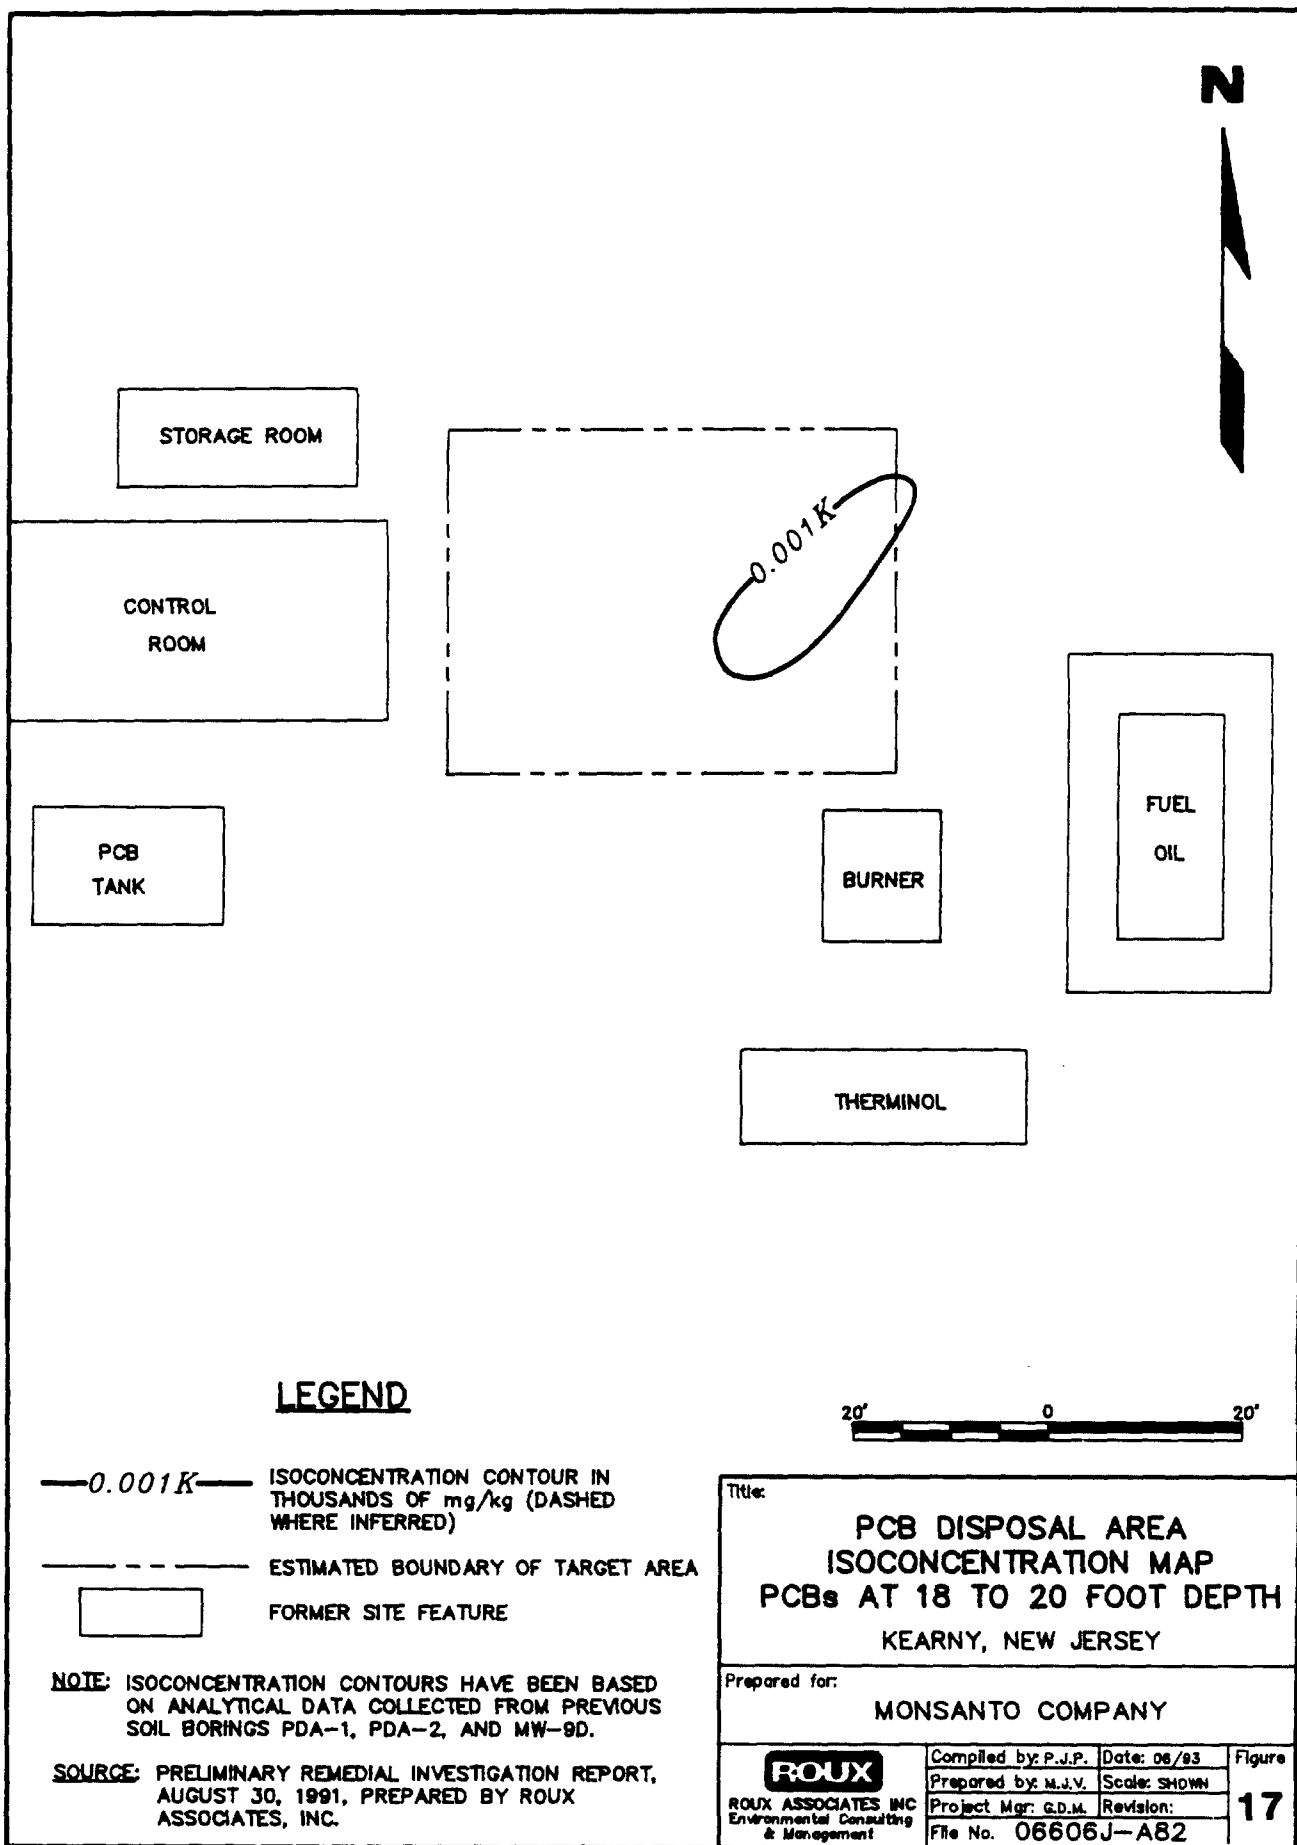 N
STORAGE ROOM
0.001K
CONTROL
ROOM
FUEL
OIL
PCB
TANK
BURNER
THERMINOL
LEGEND
20' 0 20'
0.001K ISOCONCENTRATION CONTOUR IN
THOUSANDS OF mg/kg (DASHED
WHERE INFERRED)
ESTIMATED BOUNDARY OF TARGET AREA
FORMER SITE FEATURE
NOTE: ISOCONCENTRATION CONTOURS HAVE BEEN BASED
ON ANALYTICAL DATA COLLECTED FROM PREVIOUS
SOIL BORINGS PDA-1, PDA-2, AND MW-9D.
SOURCE: PRELIMINARY REMEDIAL INVESTIGATION REPORT,
AUGUST 30, 1991, PREPARED BY ROUX
ASSOCIATES, INC.
Title:
PCB DISPOSAL AREA
ISOCONCENTRATION MAP
PCBs AT 18 TO 20 FOOT DEPTH
KEARNY, NEW JERSEY
Prepared for:
MONSANTO COMPANY
ROUX
ROUX ASSOCIATES INC
Environmental Consulting
& Management
Compiled by: P.J.P. Date: 06/93
Prepared by: M.J.V. Scale: SHOWN
Project Mgr: G.D.M. Revision:
File No. 06606J-A82
Figure
17